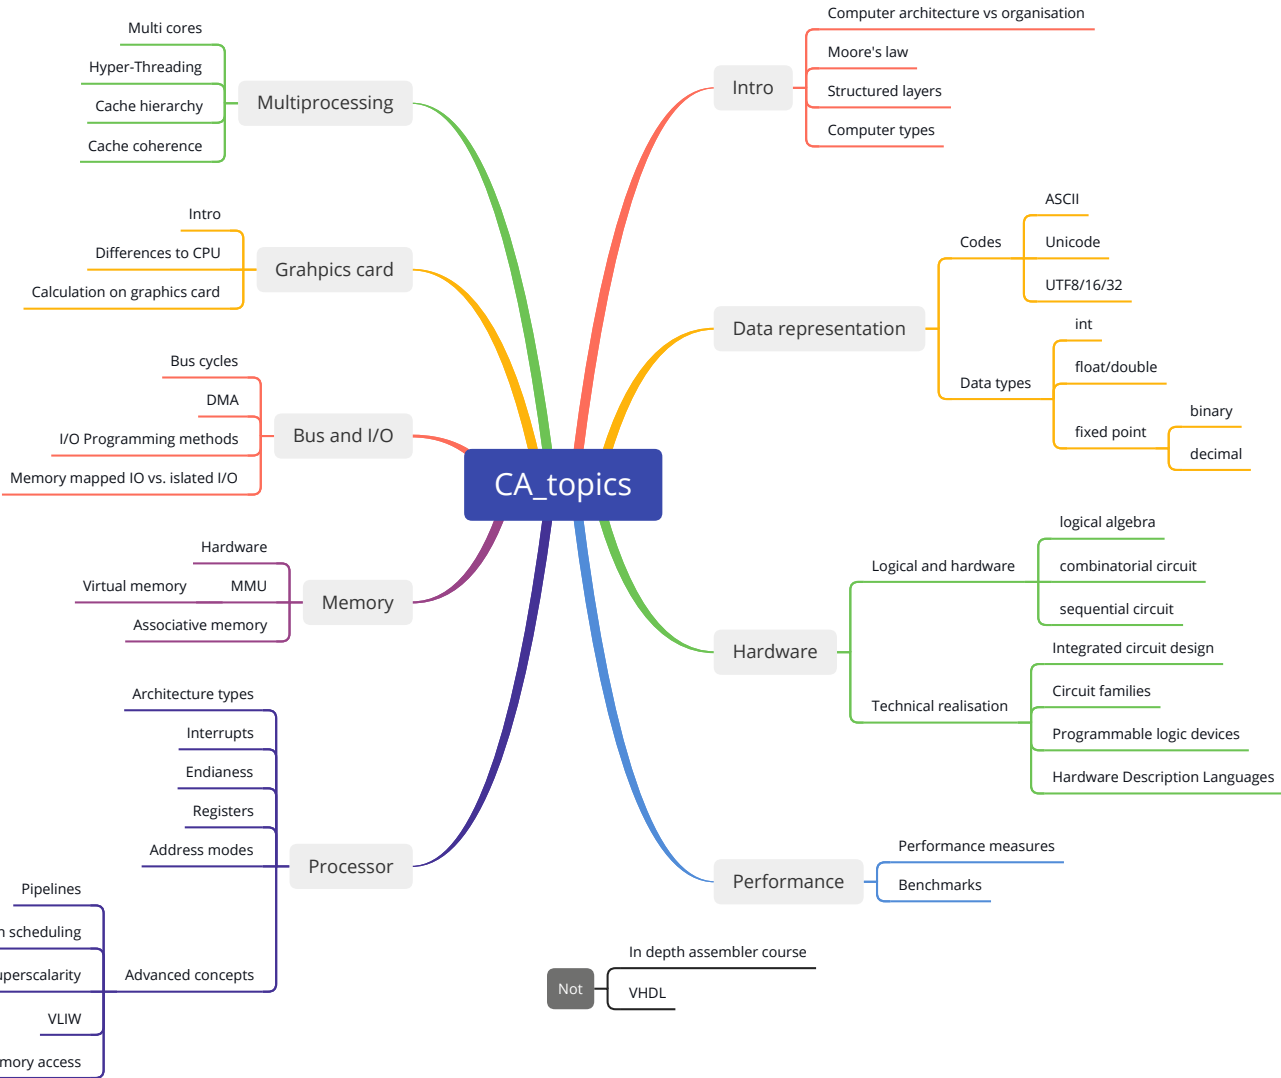 CA_topics
Intro
Computer architecture vs organisation
Moore's law
Structured layers
Computer types
Data representation
Codes
ASCII
Unicode
UTF8/16/32
Data types
int
float/double
fixed point
binary
decimal
Hardware
Logical and hardware
logical algebra
combinatorial circuit
sequential circuit
Technical realisation
Integrated circuit design
Circuit families
Programmable logic devices
Hardware Description Languages
Performance
Performance measures
Benchmarks
Multiprocessing
Multi cores
Hyper-Threading
Cache hierarchy
Cache coherence
Grahpics card
Intro
Differences to CPU
Calculation on graphics card
Bus and I/O
Bus cycles
DMA
I/O Programming methods
Memory mapped IO vs. islated I/O
Memory
Hardware
MMU
Virtual memory
Associative memory
Processor
Architecture types
Interrupts
Endianess
Registers
Address modes
Advanced concepts
Pipelines
scheduling
VLIW
access
Not
In depth assembler course
VHDL